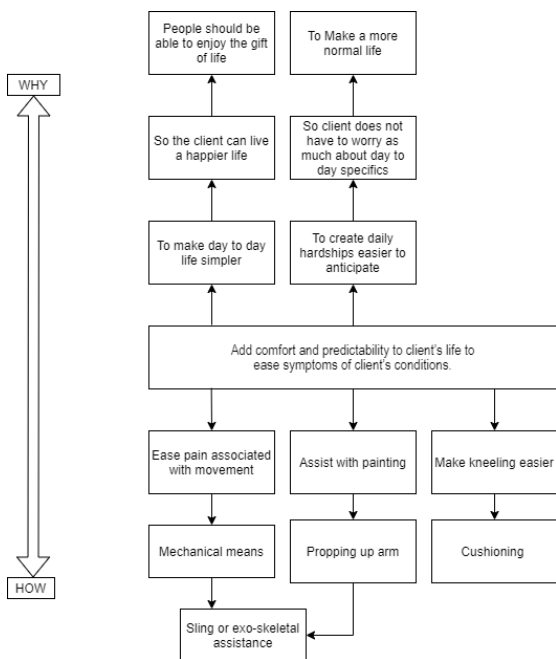 People should be
able to enjoy the gift
of life
To Make a more
normal life
WHY
So the client can live
a happier life
So client does not
have to worry as
much about day to
day specifics
To make day to day
life simpler
To create daily
hardships easier to
anticipate
Add comfort and predictability to client's life to
ease symptoms of client's conditions.
Ease pain associated
with movement
Assist with painting
Make kneeling easier
Mechanical means
Propping up arm
Cushioning
HOW
Sling or exo-skeletal
assistance